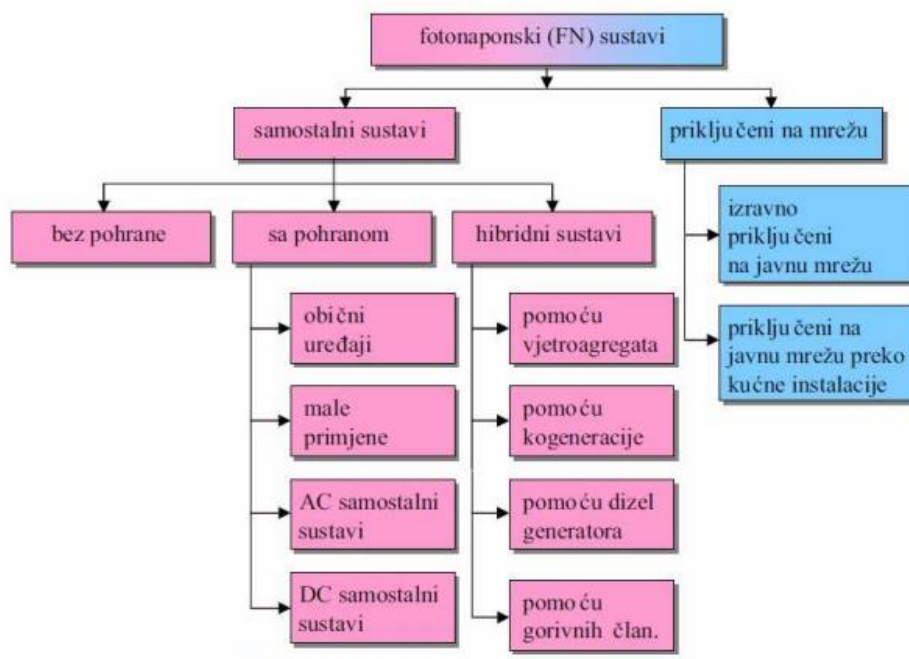 fotonaponski (FN) sustavi
samostalni sustavi
priključeni na mrežu
bez pohrane
sa pohranom
hibridni sustavi
izravno
priključeni
na javnu mrežu
obični
uređaji
pomoću
vjetroagregata
priključeni na
javnu mrežu preko
kućne instalacije
male
primjene
pomoću
kogeneracije
AC samostalni
sustavi
pomoću dizel
generatora
DC samostalni
sustavi
pomoću
gorivnih član.